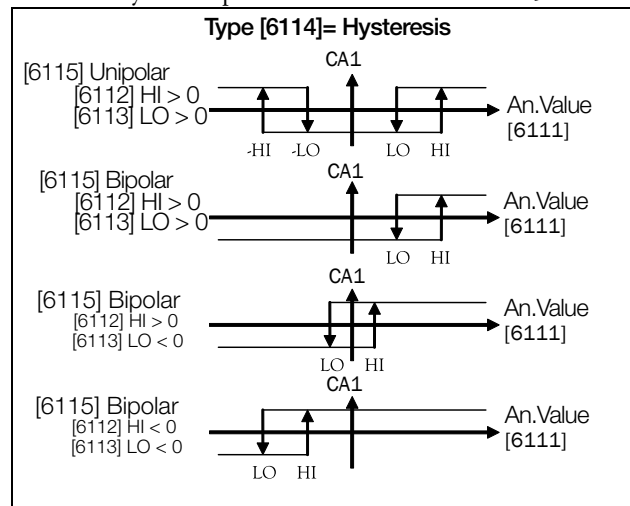 Type [6114]= Hysteresis
CA1
[6115] Unipolar
[6112] HI > 0
[6113] LO > 0
An.Value
[6111]
-HI -LO LO HI
CA1
[6115] Bipolar
[6112] HI > 0
[6113] LO > 0
An.Value
[6111]
LO HI
CA1
[6115] Bipolar
[6112] HI > 0
[6113] LO < 0
An.Value
[6111]
LO HI
CA1
[6115] Bipolar
[6112] HI < 0
[6113] LO < 0
An.Value
[6111]
LO HI